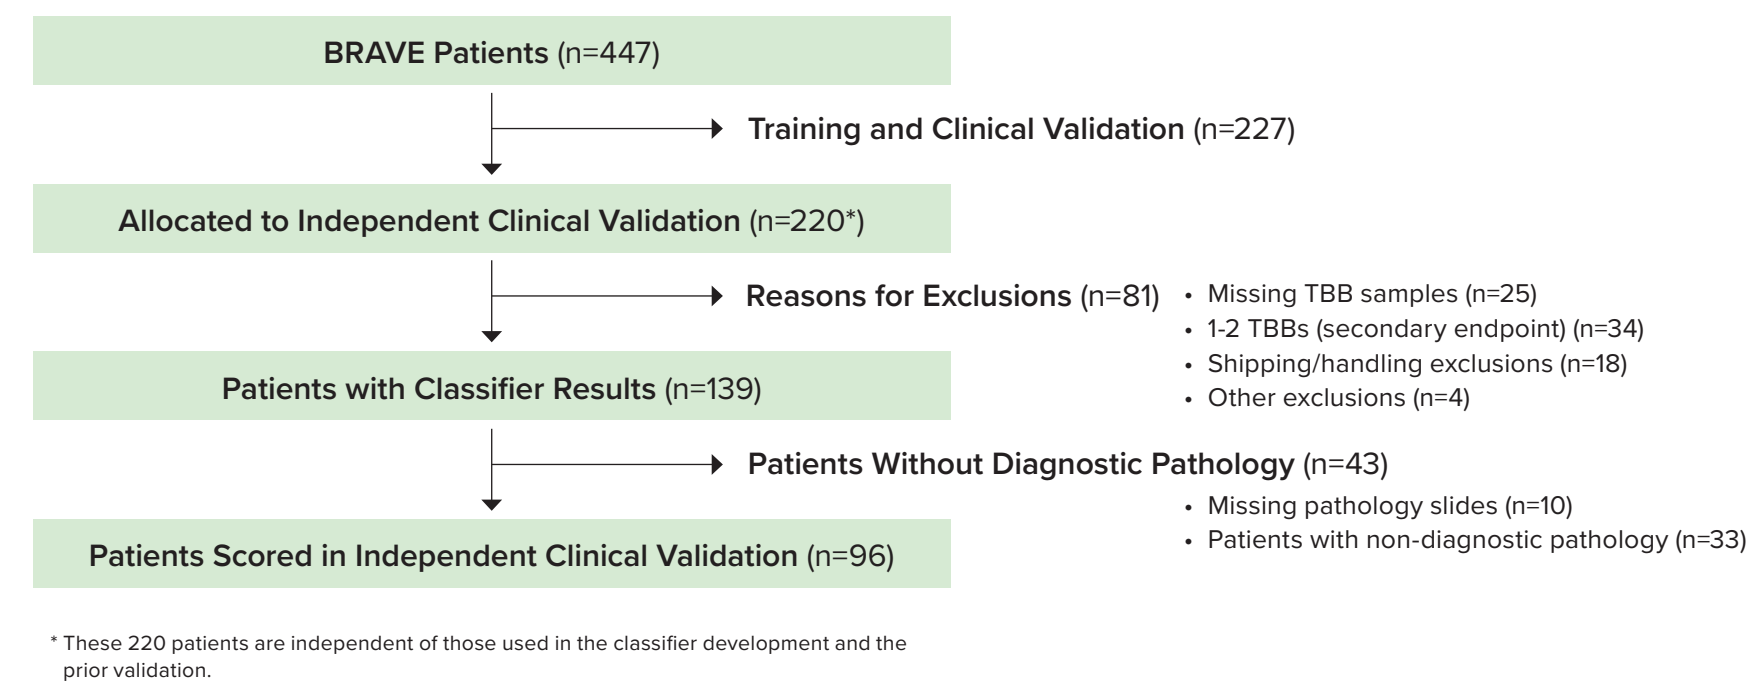 BRAVE Patients (n=447)
Training and Clinical Validation (n=227)
Allocated to Independent Clinical Validation (n=220*)
Reasons for Exclusions (n=81)
• Missing TBB samples (n=25)
• 1-2 TBBs (secondary endpoint) (n=34)
• Shipping/handling exclusions (n=18)
• Other exclusions (n=4)
Patients with Classifier Results (n=139)
Patients Without Diagnostic Pathology (n=43)
• Missing pathology slides (n=10)
• Patients with non-diagnostic pathology (n=33)
Patients Scored in Independent Clinical Validation (n=96)
* These 220 patients are independent of those used in the classifier development and the
prior validation.